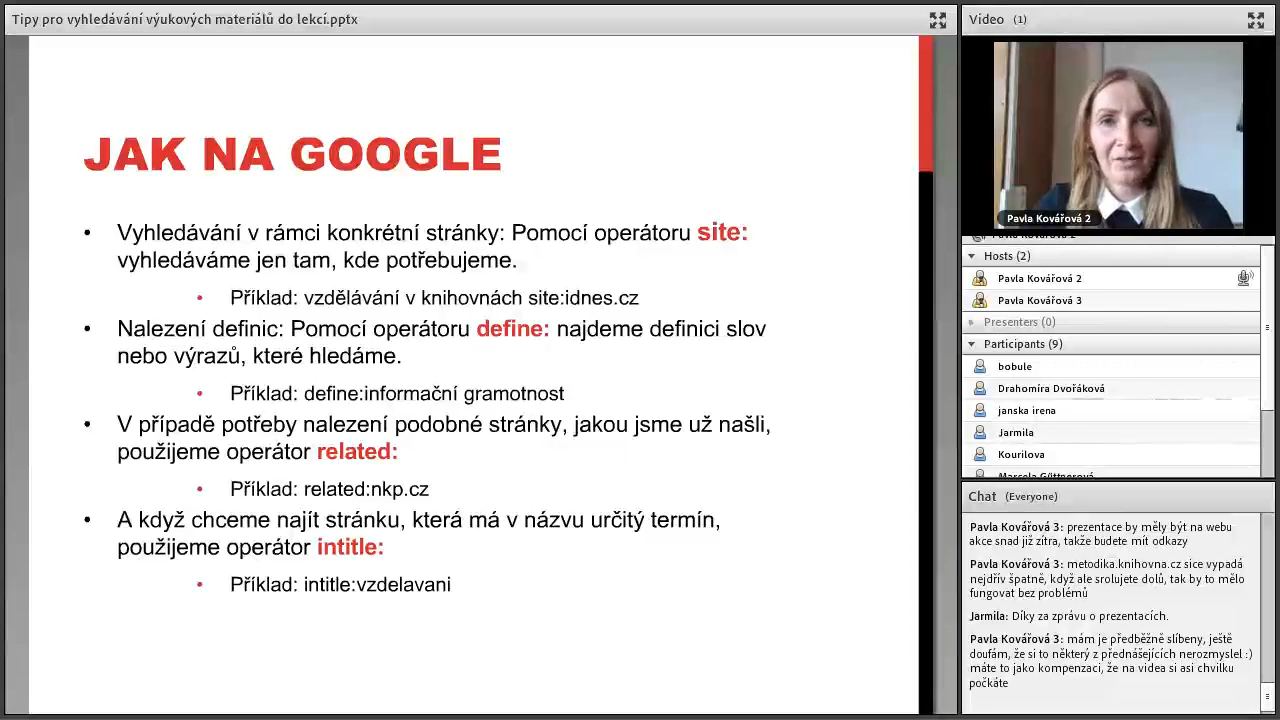 Tipy pro vyhledávání výukových materiálů do lekcí.pptx
JAK NA GOOGLE
• Vyhledávání v rámci konkrétní stránky: Pomocí operátoru site:
vyhledáváme jen tam, kde potřebujeme.
• Příklad: vzdělávání v knihovnách site:idnes.cz
• Nalezení definic: Pomocí operátoru define: najdeme definici slov
nebo výrazů, které hledáme.
• Příklad: define:informační gramotnost
• V případě potřeby nalezení podobné stránky, jakou jsme už našli,
použijeme operátor related:
• Příklad: related:nkp.cz
• A když chceme najít stránku, která má v názvu určitý termín,
použijeme operátor intitle:
• Příklad: intitle:vzdelavani
Video (1)
Pavla Kovářová 2
Pavla Kovářová 2
Hosts (2)
Pavla Kovářová 2
Pavla Kovářová 3
Presenters (0)
Participants (9)
bobule
Drahomíra Dvořáková
janska irena
Jarmila
Kourilova
Marcela Güttnerová
Chat (Everyone)
Pavla Kovářová 3: prezentace by měly být na webu
akce snad již zítra, takže budete mít odkazy
Pavla Kovářová 3: metodika.knihovna.cz sice vypadá
nejdřív špatně, když ale srolujete dolů, tak by to mělo
fungovat bez problémů
Jarmila: Díky za zprávu o prezentacích.
Pavla Kovářová 3: mám je předběžně slíbeny, ještě
doufám, že si to některý z přednášejících nerozmyslel :)
máte to jako kompenzaci, že na videa si asi chvilku
počkáte